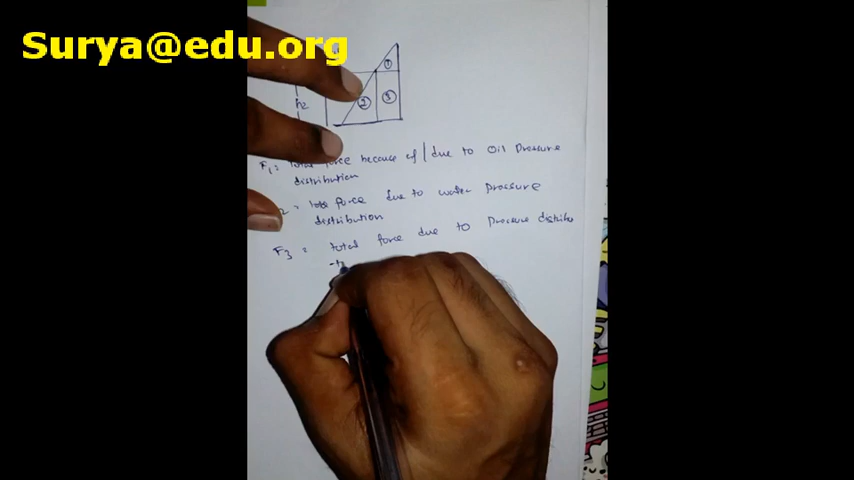 Surya@edu.org
1
2
3
h2
F1 = total force because of | due to Oil Pressure
distribution
2 = force due to water pressure
distribution
F3 = total force due to pressure distribu